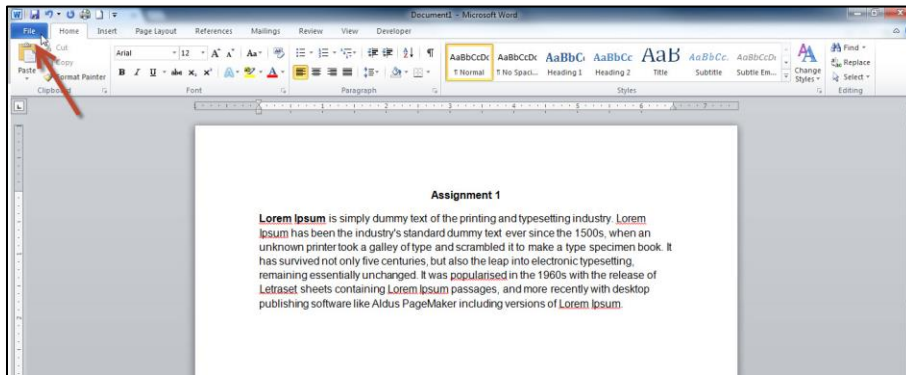 Document1 - Microsoft Word
File Home Insert Page Layout References Mailings Review View Developer
Cut
Copy
Format Painter
Paste
Clipboard
Arial 12
Font
Paragraph
AaBbCcDc AaBbCcDc AaBbC AaBbCc AaB AaBbCc. AaBbCcDc
¶ Normal ¶ No Spaci... Heading 1 Heading 2 Title Subtitle Subtle Em...
Change
Styles
Styles
Find
Replace
Select
Editing
Assignment 1
Lorem Ipsum is simply dummy text of the printing and typesetting industry. Lorem
Ipsum has been the industry's standard dummy text ever since the 1500s, when an
unknown printer took a galley of type and scrambled it to make a type specimen book. It
has survived not only five centuries, but also the leap into electronic typesetting,
remaining essentially unchanged. It was popularised in the 1960s with the release of
Letraset sheets containing Lorem Ipsum passages, and more recently with desktop
publishing software like Aldus PageMaker including versions of Lorem Ipsum.